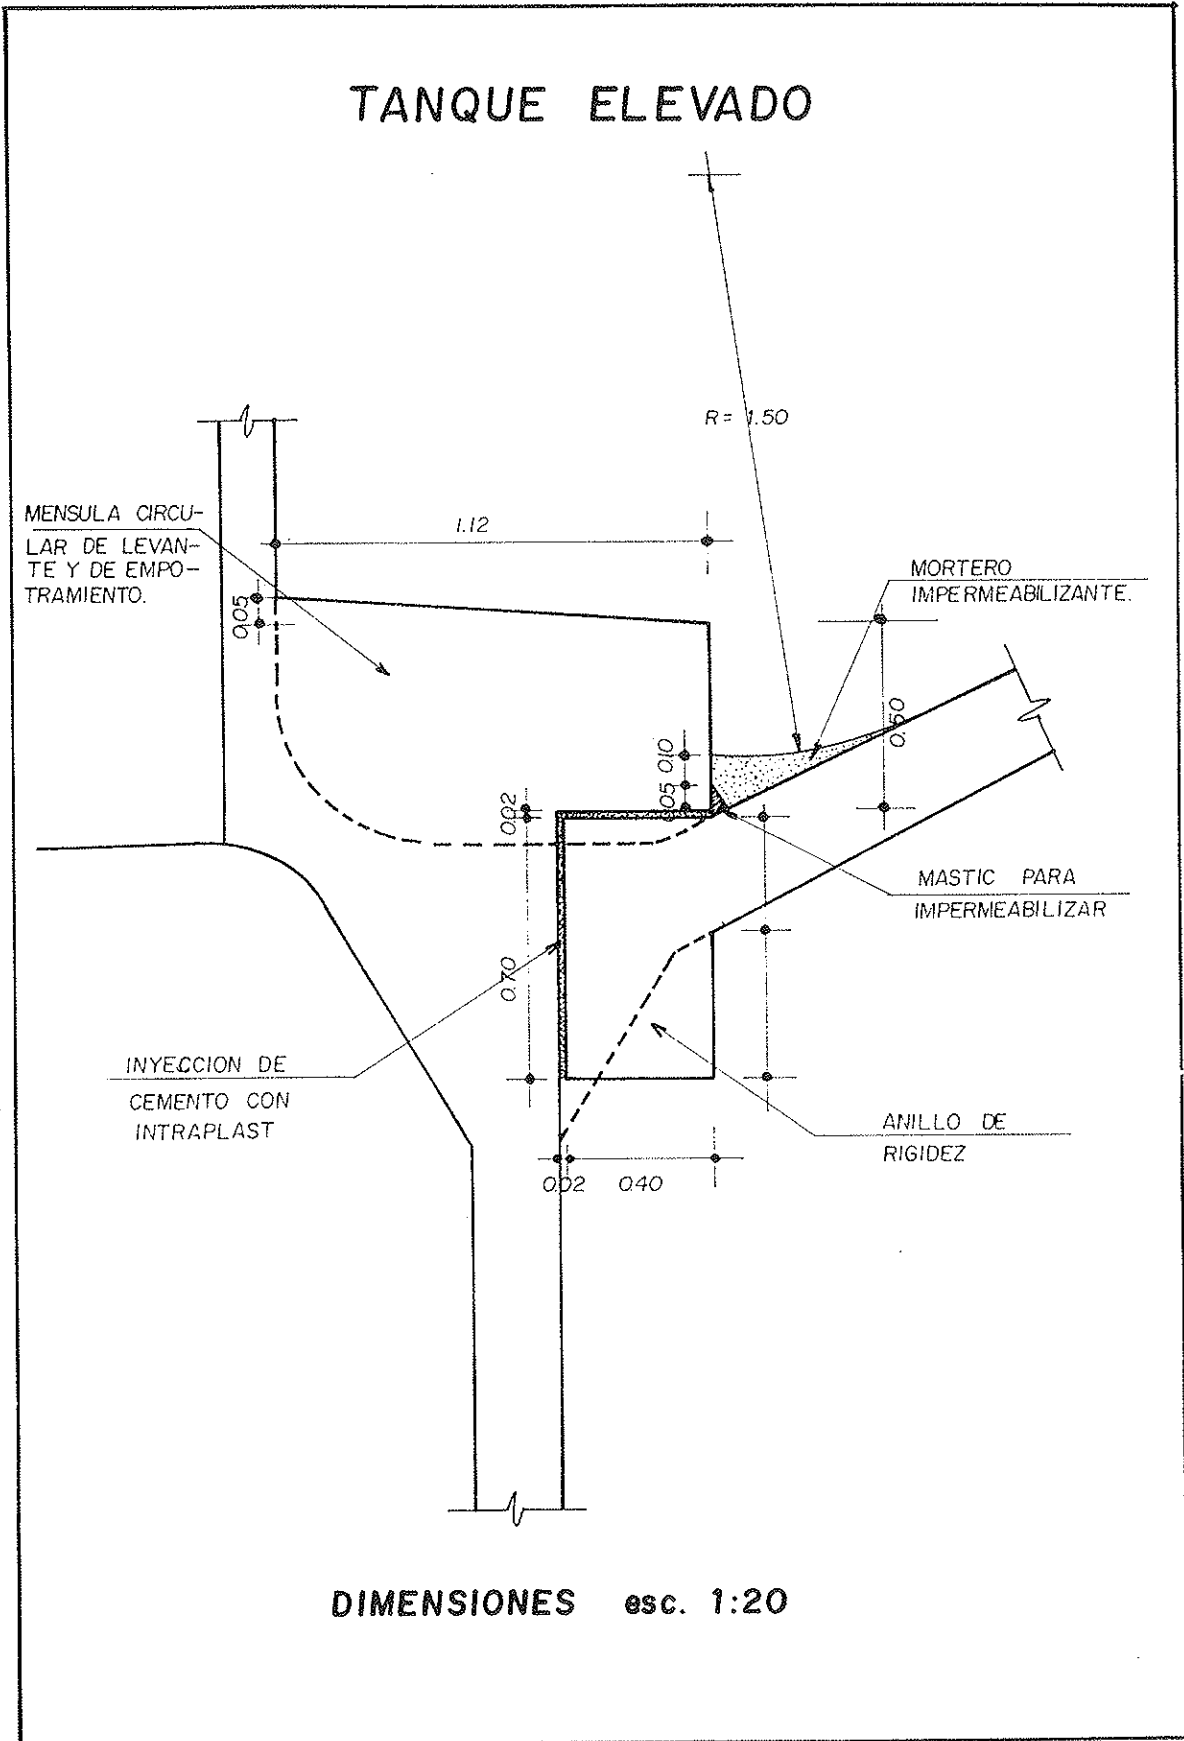 TANQUE ELEVADO
R= 1.50
MENSULA CIRCU-
LAR DE LEVAN-
TE Y DE EMPO-
TRAMIENTO.
1.12
MORTERO
IMPERMEABILIZANTE.
0.05
0.50
0.10
0.05
0.02
MASTIC PARA
IMPERMEABILIZAR
0.70
INYECCION DE
CEMENTO CON
INTRAPLAST
ANILLO DE
RIGIDEZ
0.02 0.40
DIMENSIONES esc. 1:20